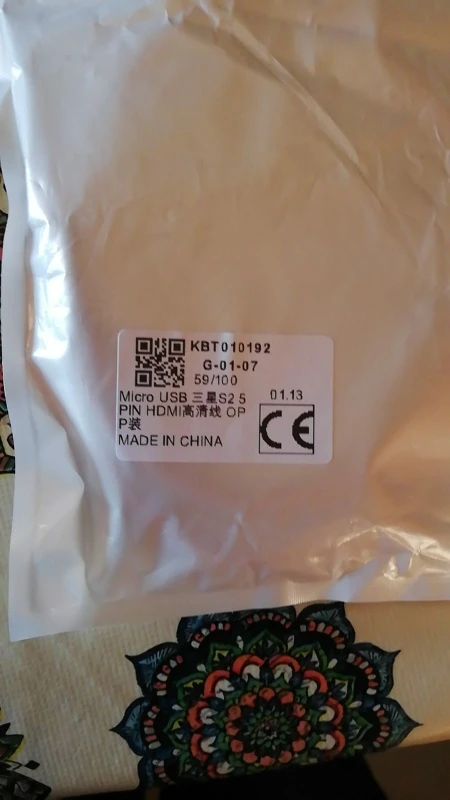 KBT010192
G-01-07
59/100
Micro USB 三星S2 5
01.13
PIN HDMI高清线 OP
P装
MADE IN CHINA
CE